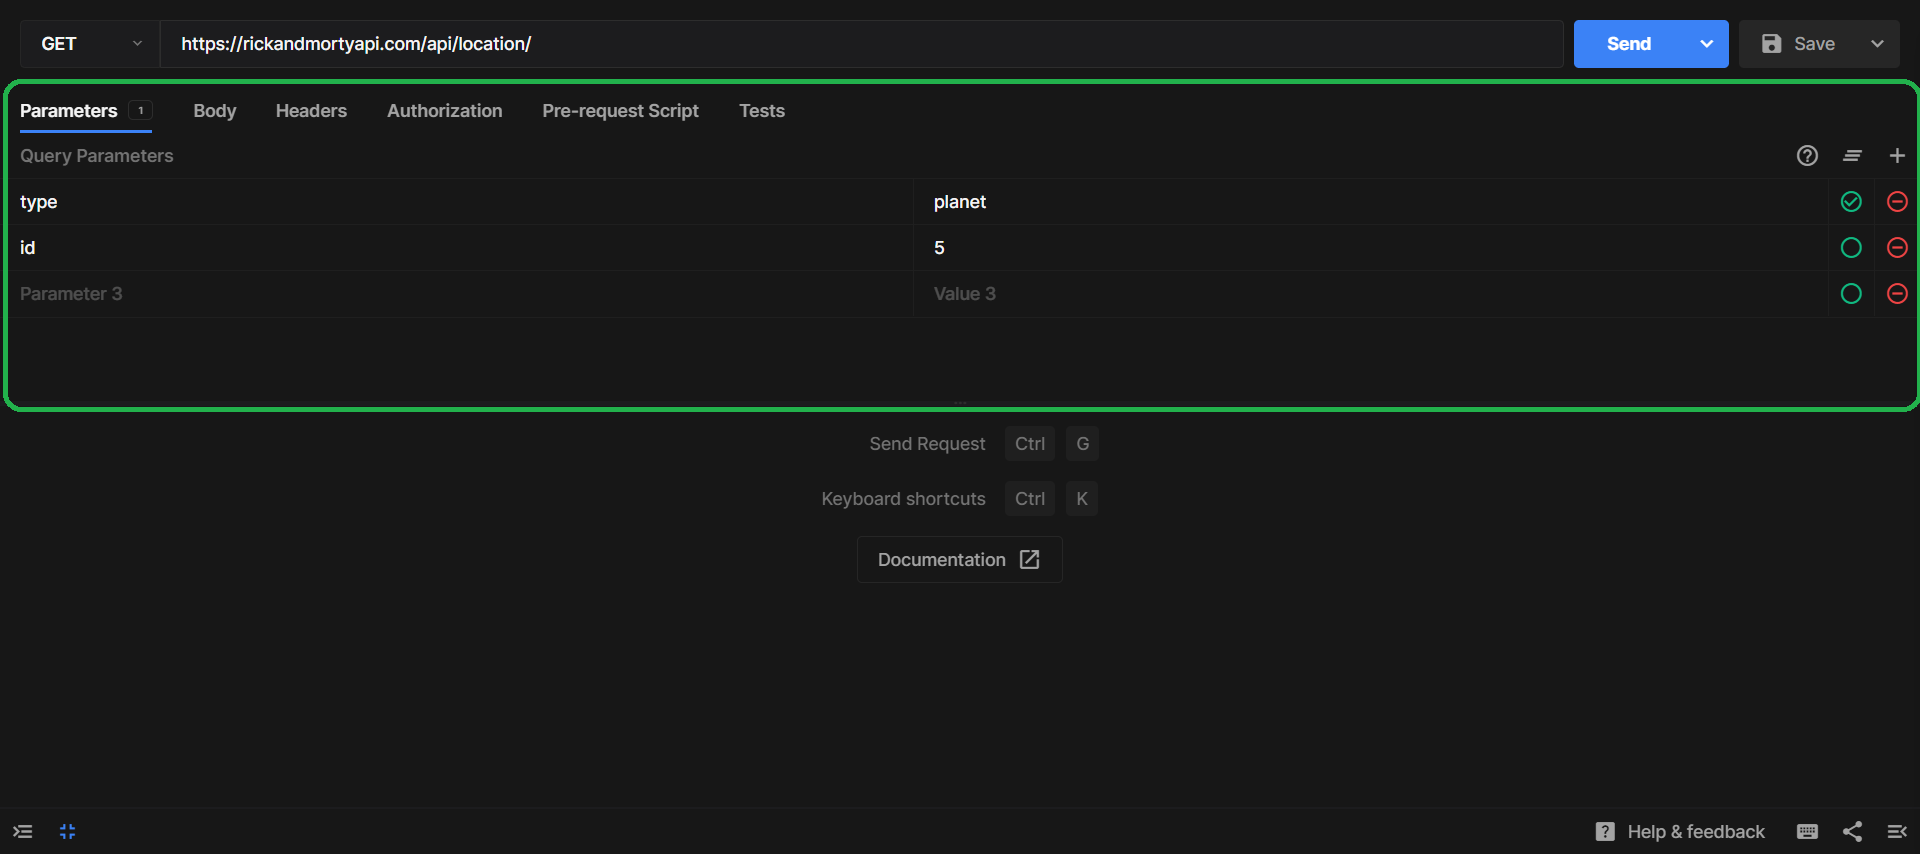 GET https://rickandmortyapi.com/api/location/ Send Save
Parameters 1 Body Headers Authorization Pre-request Script Tests
Query Parameters
type planet
id 5
Parameter 3 Value 3
Send Request Ctrl G
Keyboard shortcuts Ctrl K
Documentation
Help & feedback